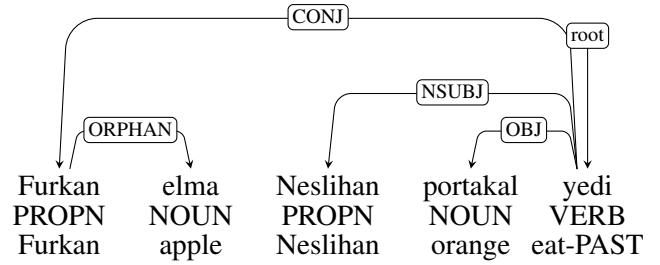 CONJ
root
NSUBJ
ORPHAN OBJ
Furkan elma Neslihan portakal yedi
PROPN NOUN PROPN NOUN VERB
Furkan apple Neslihan orange eat-PAST